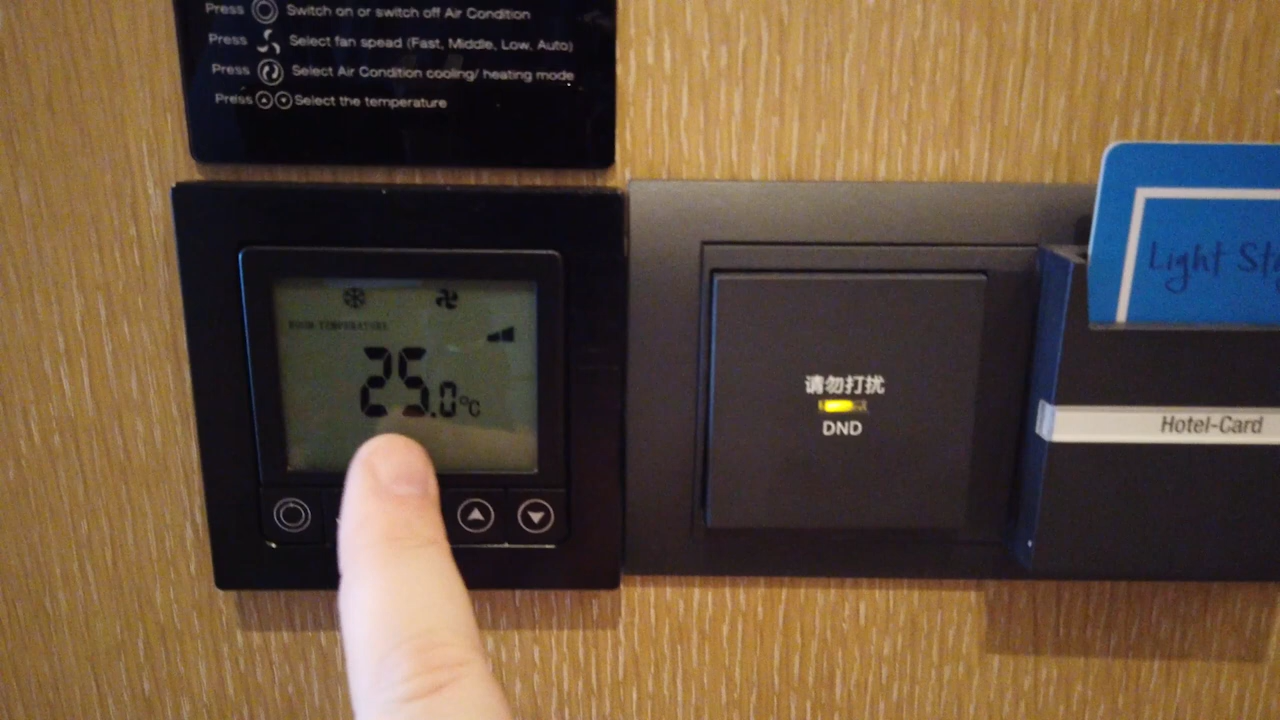 Press Switch on or switch off Air Condition
Press Select fan spead (Fast, Middle, Low, Auto)
Press Select Air Condition cooling/ heating mode
Press Select the temperature
ROOM TEMPERATURE
25.0°C
请勿打扰
DND
Light Sta
Hotel-Card